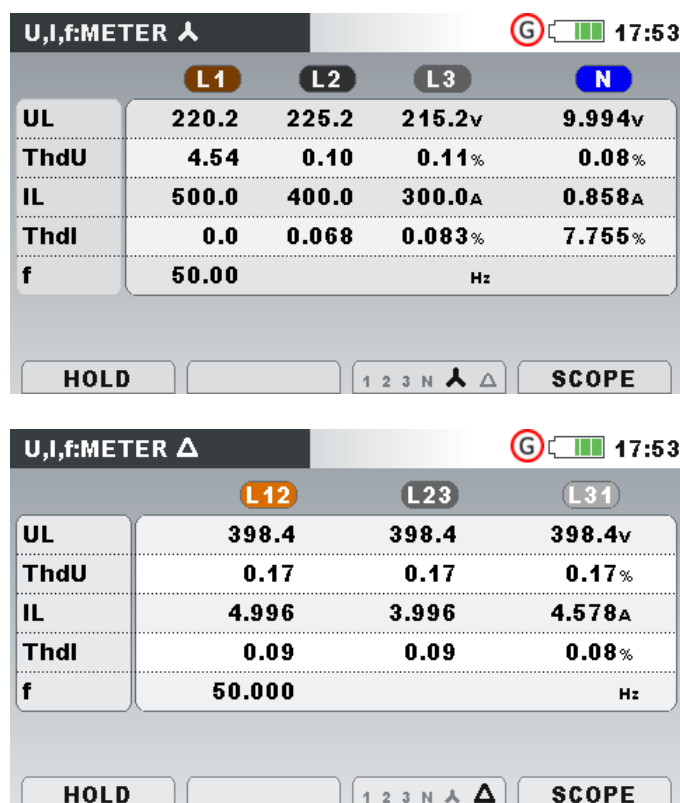 U,I,f:METER G 17:53
L1 L2 L3 N
UL 220.2 225.2 215.2v 9.994v
ThdU 4.54 0.10 0.11% 0.08%
IL 500.0 400.0 300.0A 0.858A
ThdI 0.0 0.068 0.083% 7.755%
f 50.00 Hz
HOLD 1 2 3 N Δ SCOPE
U,I,f:METER Δ G 17:53
L12 L23 L31
UL 398.4 398.4 398.4v
ThdU 0.17 0.17 0.17%
IL 4.996 3.996 4.578A
ThdI 0.09 0.09 0.08%
f 50.000 Hz
HOLD 1 2 3 N Δ SCOPE